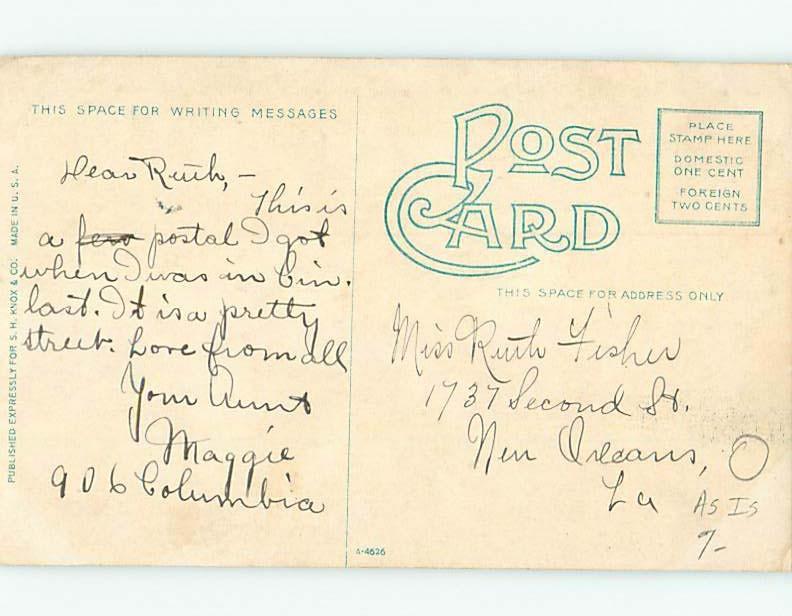 THIS SPACE FOR WRITING MESSAGES
Dear Ruth, —
This is
a few postal I got
when I was in Cin.
last. It is a pretty
street. Love from all
Your Aunt
Maggie
906 Columbia
PUBLISHED EXPRESSLY FOR S. H. KNOX & CO. MADE IN U. S. A.
POST CARD
PLACE
STAMP HERE
DOMESTIC
ONE CENT
FOREIGN
TWO CENTS
THIS SPACE FOR ADDRESS ONLY
Miss Ruth Fisher
1737 Second St.
New Orleans,
La
AS IS
7-
A-4626